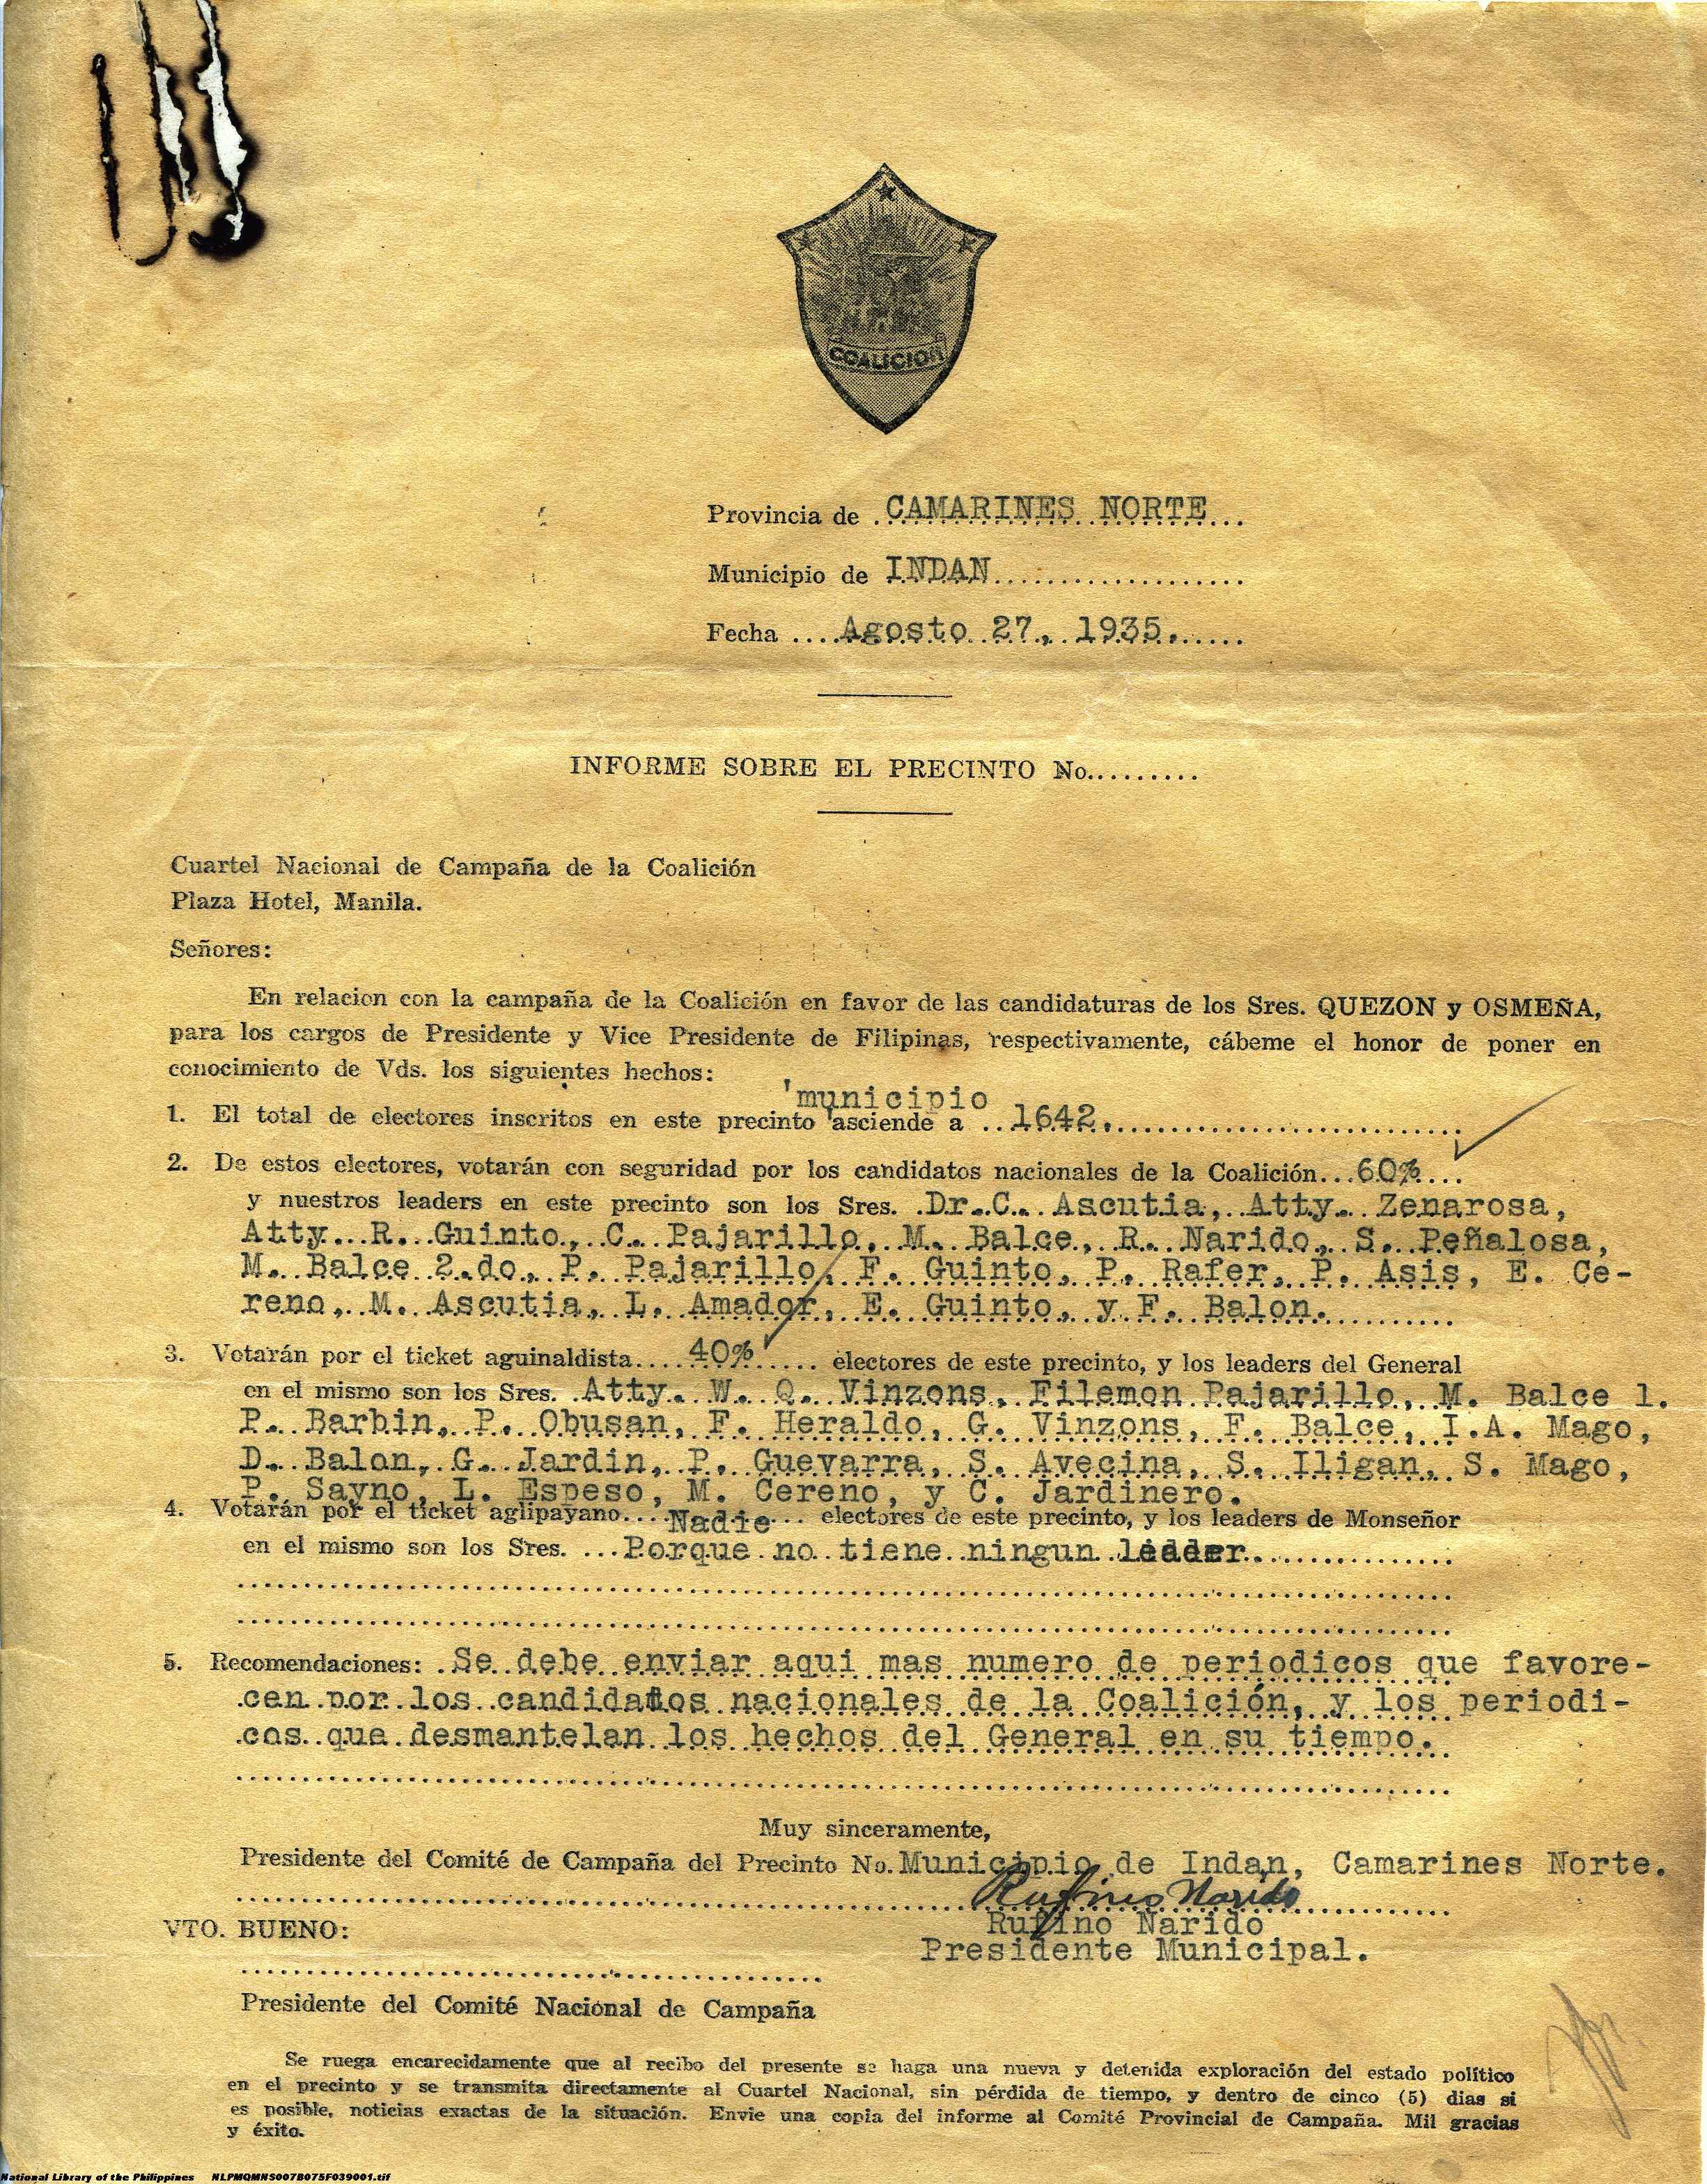 COALICION
Provincia de .CAMARINES NORTE...
Municipio de INDAN....................
Fecha ....Agosto 27, 1935......
INFORME SOBRE EL PRECINTO No.........
Cuartel Nacional de Campaña de la Coalición
Plaza Hotel, Manila.
Señores:
En relacion con la campaña de la Coalición en favor de las candidaturas de los Sres. QUEZON y OSMEÑA,
para los cargos de Presidente y Vice Presidente de Filipinas, respectivamente, cábeme el honor de poner en
conocimiento de Vds. los siguientes hechos:
'municipio
1. El total de electores inscritos en este precinto asciende a ..1642..............................
2. De estos electores, votarán con seguridad por los candidatos nacionales de la Coalición...60%....
y nuestros leaders en este precinto son los Sres. .Dr. C. Ascutia, Atty. Zenarosa,
Atty. R. Guinto, C. Pajarillo, M. Balce, R. Narido, S. Peñalosa,
M. Balce 2.do, P. Pajarillo, F. Guinto, P. Rafer, P. Asis, E. Ce-
reno, M. Ascutia, L. Amador, E. Guinto, y F. Balon..........
3. Votarán por el ticket aguinaldista....40%..... electores de este precinto, y los leaders del General
en el mismo son los Sres. .Atty. W. Q. Vinzons, Filemon Pajarillo, M. Balce 1.
P. Barbin, P. Obusan, F. Heraldo, G. Vinzons, F. Balce, I.A. Mago,
D. Balon, G. Jardin, P. Guevarra, S. Avecina, S. Iligan, S. Mago,
P. Sayno, L. Espeso, M. Cereno, y C. Jardinero.
4. Votarán por el ticket aglipayano....Nadie... electores de este precinto, y los leaders de Monseñor
en el mismo son los Sres. ...Porque no tiene ningun leader................
5. Recomendaciones: .Se debe enviar aqui mas numero de periodicos que favore-
cen por los candidatos nacionales de la Coalición, y los periodi-
cos que desmantelan los hechos del General en su tiempo.
Muy sinceramente,
Presidente del Comité de Campaña del Precinto No. Municipio de Indan, Camarines Norte.
Rufino Narido
Rufino Narido
VTO. BUENO:
Presidente Municipal.
Presidente del Comité Nacional de Campaña
Se ruega encarecidamente que al recibo del presente se haga una nueva y detenida exploración del estado político
en el precinto y se transmita directamente al Cuartel Nacional, sin pérdida de tiempo, y dentro de cinco (5) dias si
es posible, noticias exactas de la situación. Envie una copia del informe al Comité Provincial de Campaña. Mil gracias
y éxito.
National Library of the Philippines NLPMQMNS007B075F039001.tif